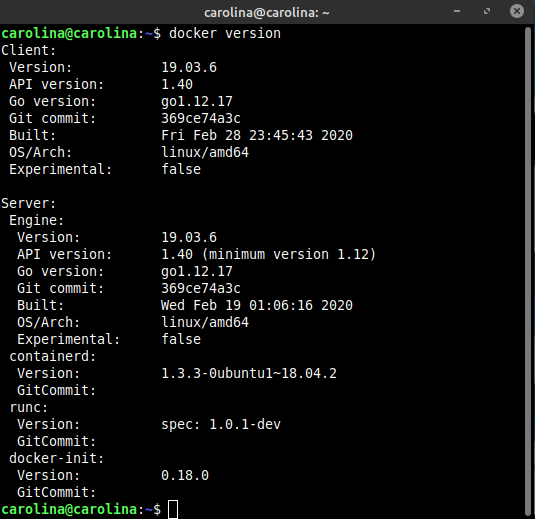 carolina@carolina: ~
carolina@carolina:~$ docker version
Client:
 Version:           19.03.6
 API version:       1.40
 Go version:        go1.12.17
 Git commit:        369ce74a3c
 Built:             Fri Feb 28 23:45:43 2020
 OS/Arch:           linux/amd64
 Experimental:      false

Server:
 Engine:
  Version:          19.03.6
  API version:      1.40 (minimum version 1.12)
  Go version:       go1.12.17
  Git commit:       369ce74a3c
  Built:            Wed Feb 19 01:06:16 2020
  OS/Arch:          linux/amd64
  Experimental:     false
 containerd:
  Version:          1.3.3-0ubuntu1~18.04.2
  GitCommit:
 runc:
  Version:          spec: 1.0.1-dev
  GitCommit:
 docker-init:
  Version:          0.18.0
  GitCommit:
carolina@carolina:~$